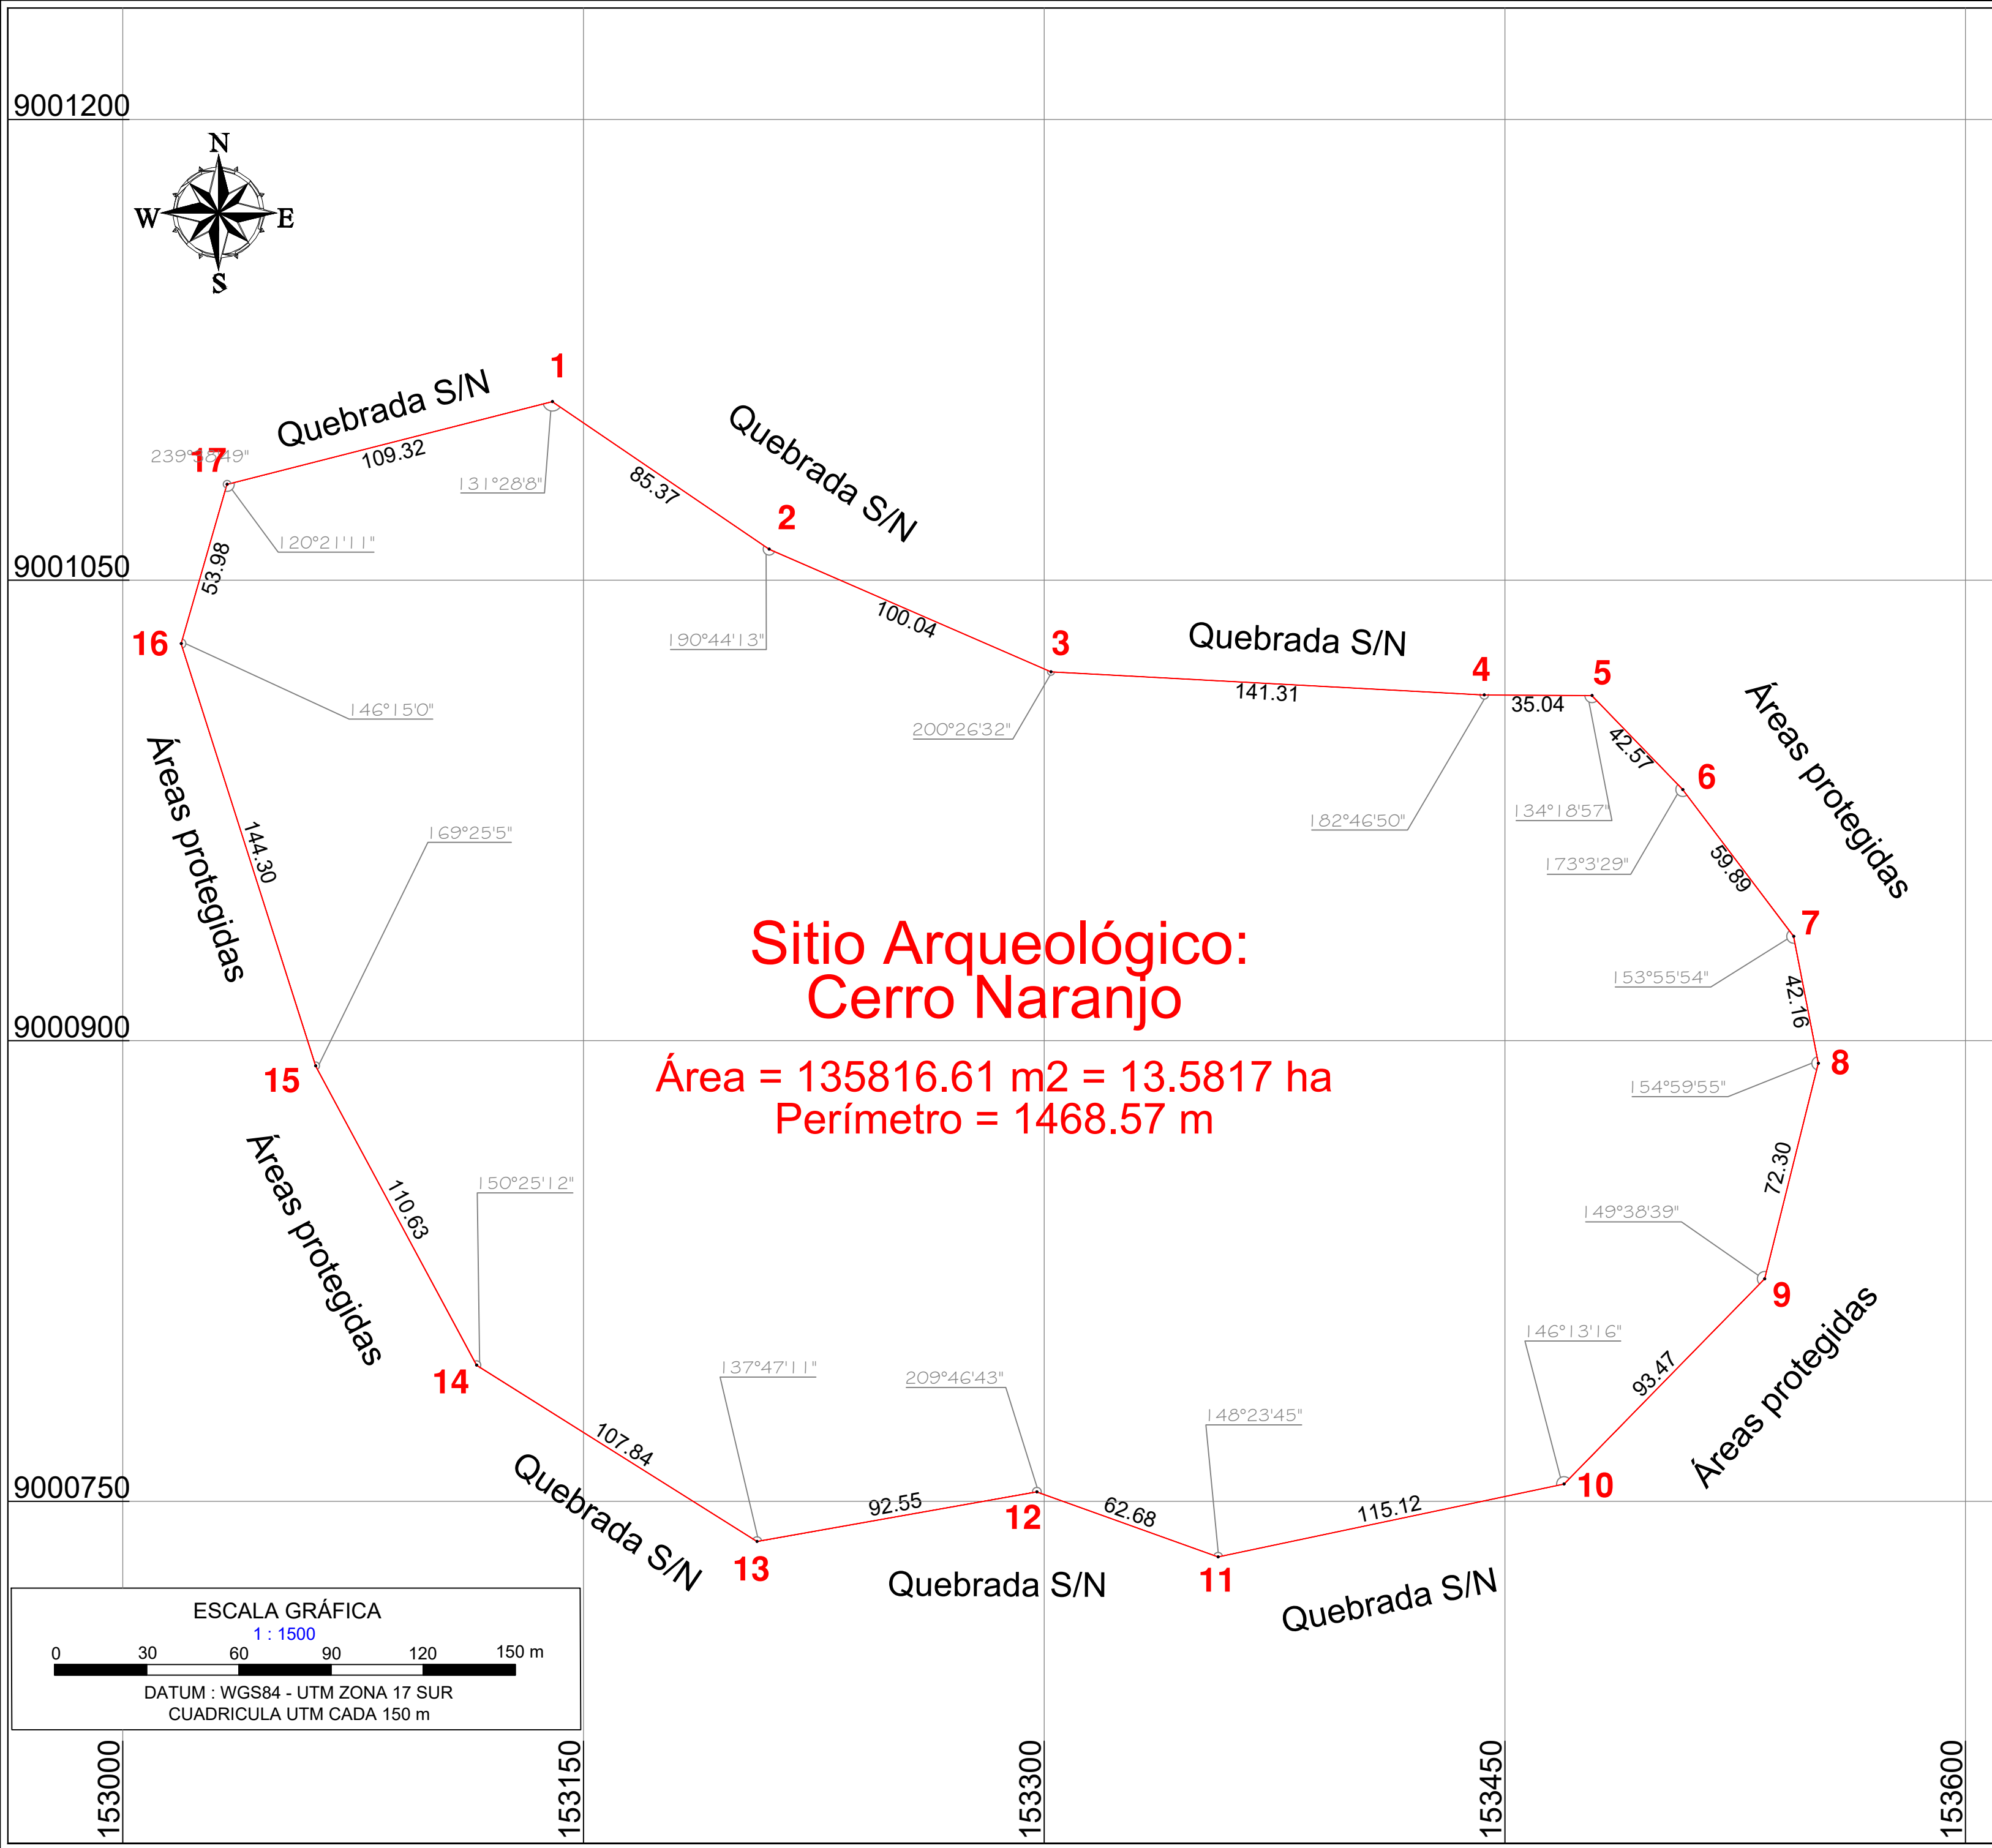 9001200
N
W
E
S
1
Quebrada S/N
Quebrada S/N
109.32
17
131°28'8"
85.37
2
120°21'11"
9001050
53.98
190°44'13"
100.04
16
3
Quebrada S/N
141.31
4
5
35.04
146°15'0"
200°26'32"
Áreas protegidas
42.57
6
182°46'50"
134°18'57"
173°3'29"
59.89
Áreas protegidas
144.30
169°25'5"
7
153°55'54"
42.16
Sitio Arqueológico:
Cerro Naranjo
9000900
Área = 135816.61 m2 = 13.5817 ha
Perímetro = 1468.57 m
15
8
154°59'55"
Áreas protegidas
110.63
150°25'12"
72.30
149°38'39"
9
14
137°47'11"
209°46'43"
148°23'45"
146°13'16"
93.47
Áreas protegidas
107.84
Quebrada S/N
9000750
92.55
12
62.68
115.12
10
13
Quebrada S/N
11
Quebrada S/N
ESCALA GRÁFICA
1 : 1500
0 30 60 90 120 150 m
DATUM : WGS84 - UTM ZONA 17 SUR
CUADRICULA UTM CADA 150 m
153000
153150
153300
153450
153600